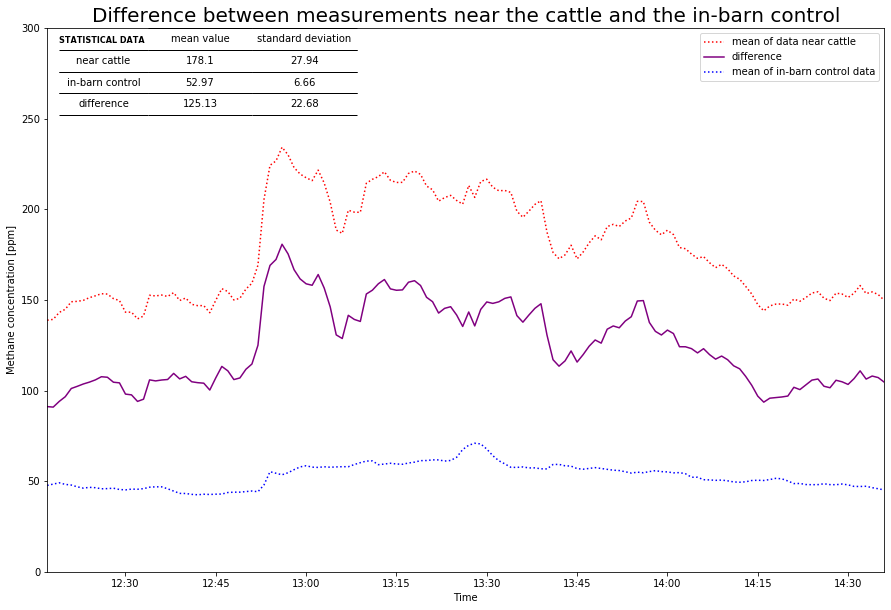 Difference between measurements near the cattle and the in-barn control
STATISTICAL DATA mean value standard deviation
near cattle 178.1 27.94
in-barn control 52.97 6.66
difference 125.13 22.68
mean of data near cattle
difference
mean of in-barn control data
Methane concentration [ppm]
300
250
200
150
100
50
0
12:30 12:45 13:00 13:15 13:30 13:45 14:00 14:15 14:30
Time